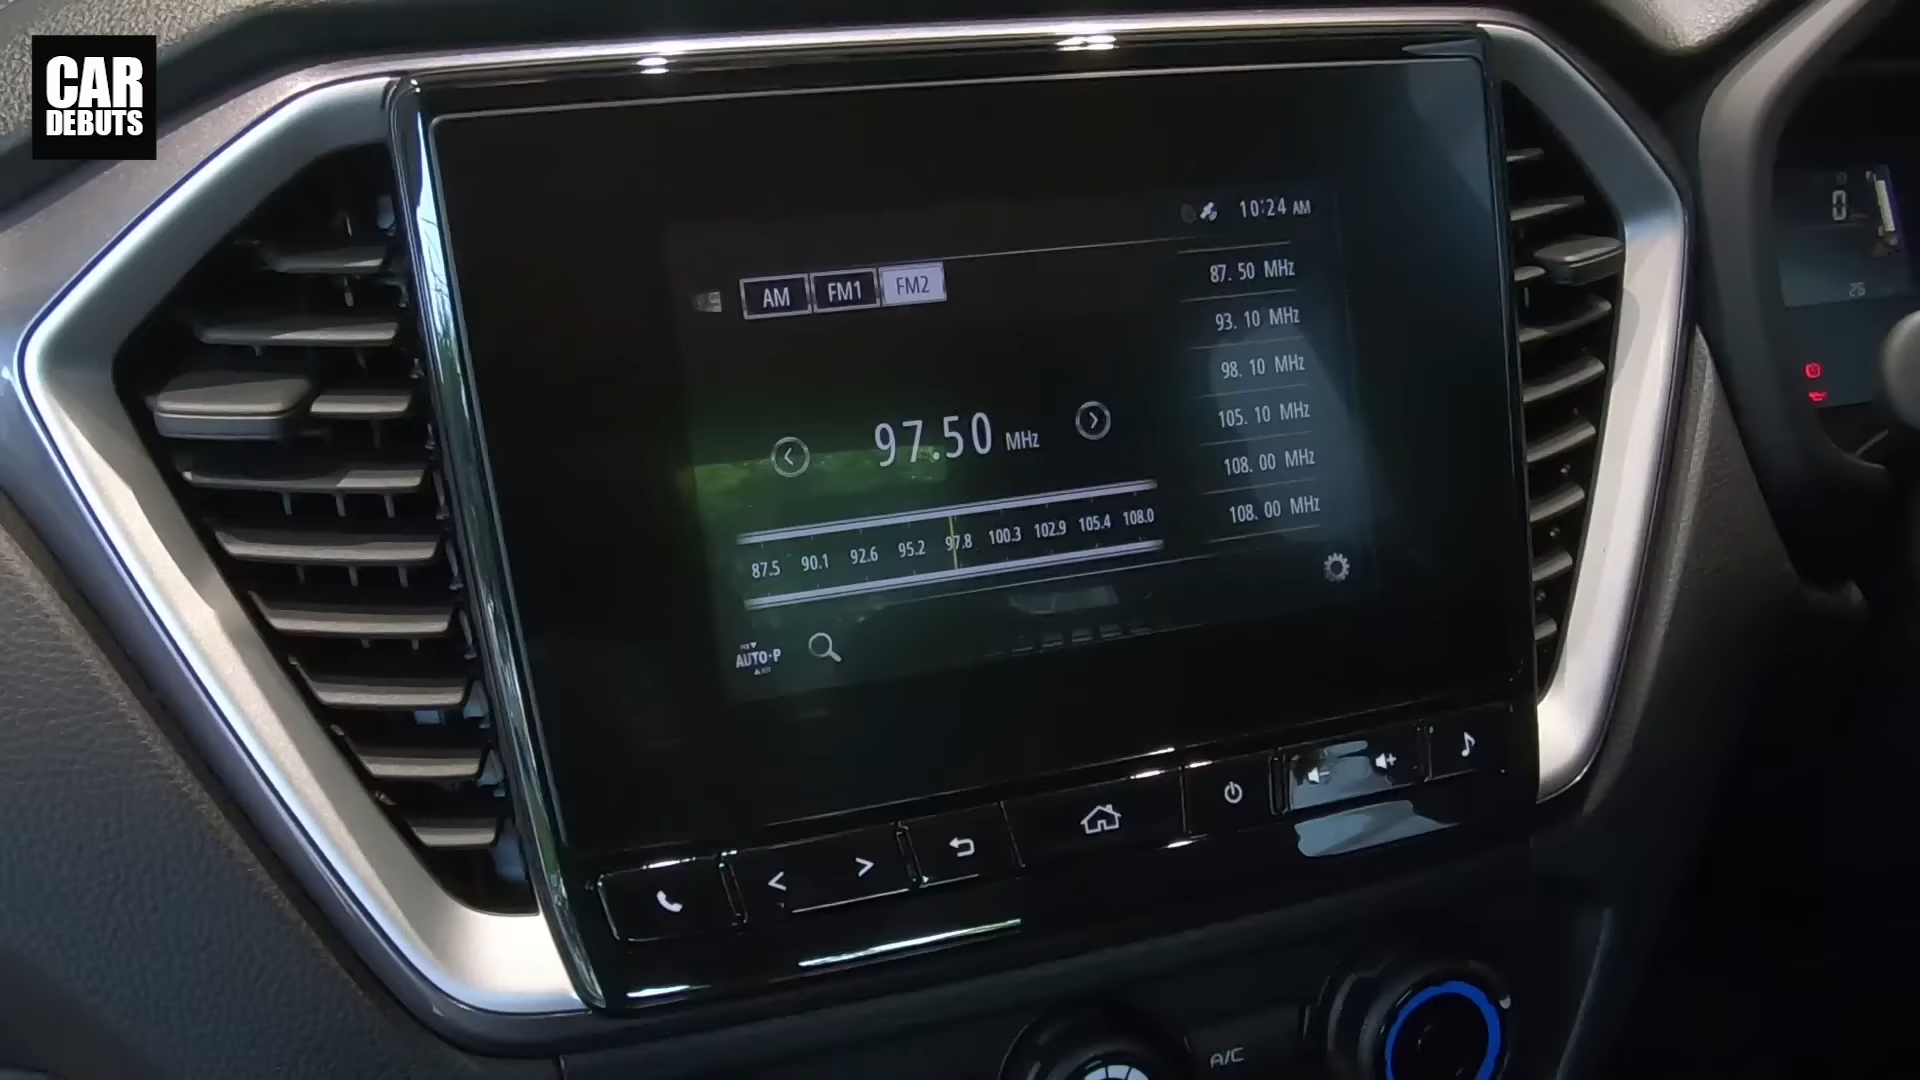 CAR
DEBUTS
10:24 AM
AM FM1 FM2
87.50 MHz
93.10 MHz
98.10 MHz
105.10 MHz
108.00 MHz
108.00 MHz
97.50 MHz
87.5 90.1 92.6 95.2 97.8 100.3 102.9 105.4 108.0
AUTO-P
A/C
0
26